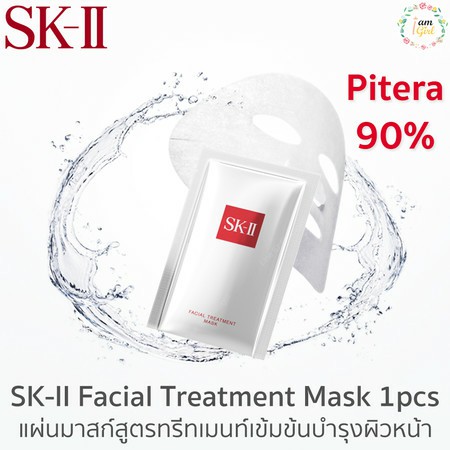 SK-II
i am Girl
Pitera
90%
SK-II
FACIAL TREATMENT
MASK
SK-II Facial Treatment Mask 1pcs
แผ่นมาสก์สูตรทรีทเมนท์เข้มข้นบำรุงผิวหน้า